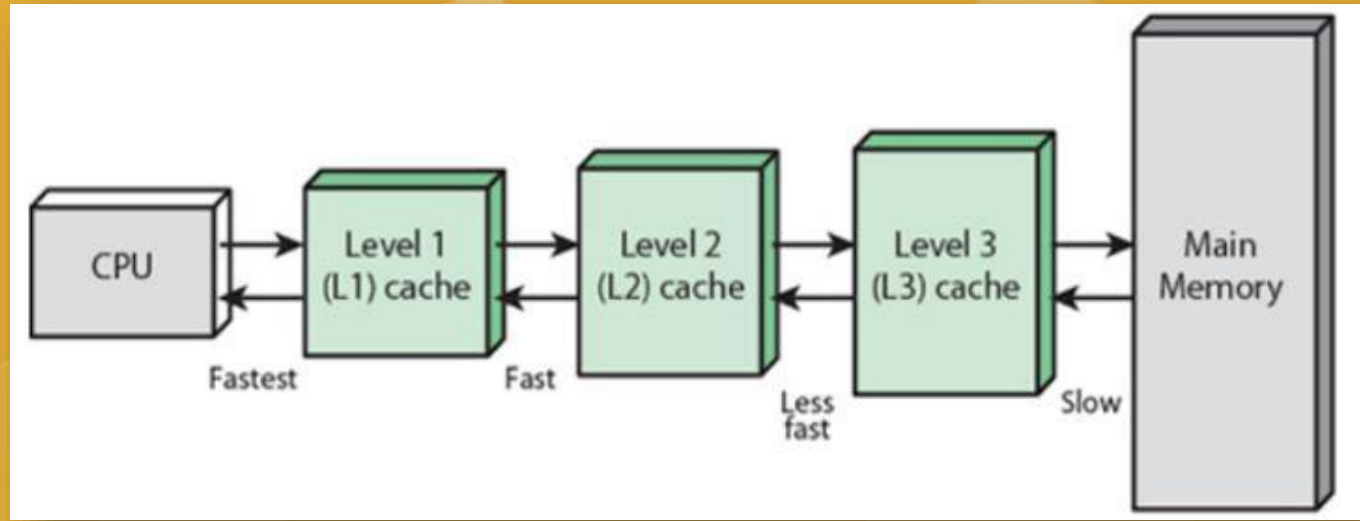 CPU
Level 1
(L1) cache
Level 2
(L2) cache
Level 3
(L3) cache
Main
Memory
Fastest
Fast
Less
fast
Slow